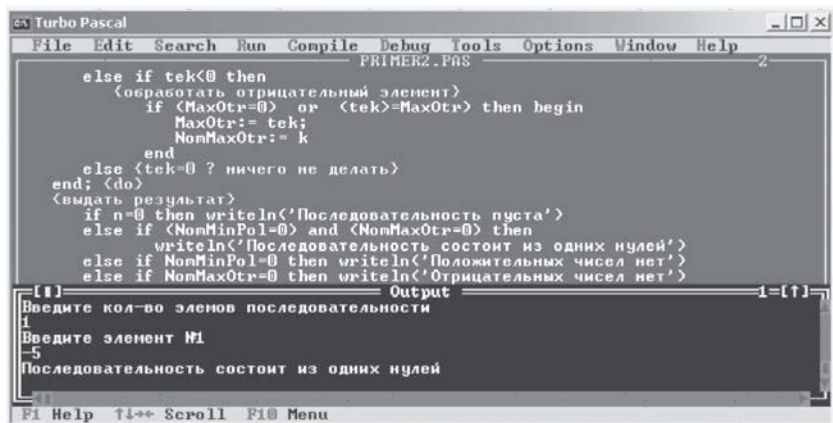 Turbo Pascal
File Edit Search Run Compile Debug Tools Options Window Help
PRIMER2.PAS 2
else if tek<0 then
{обработать отрицательный элемент}
if (MaxOtr=0) or (tek>=MaxOtr) then begin
MaxOtr:= tek;
NomMaxOtr:= k
end
else {tek=0 ? ничего не делать}
end; {do}
{выдать результат}
if n=0 then writeln('Последовательность пуста')
else if (NomMinPol=0) and (NomMaxOtr=0) then
writeln('Последовательность состоит из одних нулей')
else if NomMinPol=0 then writeln('Положительных чисел нет')
else if NomMaxOtr=0 then writeln('Отрицательных чисел нет')
Output 1=[↑]
Введите кол-во элемов последовательности
1
Введите элемент №1
-5
Последовательность состоит из одних нулей
F1 Help ↑↓→← Scroll F10 Menu